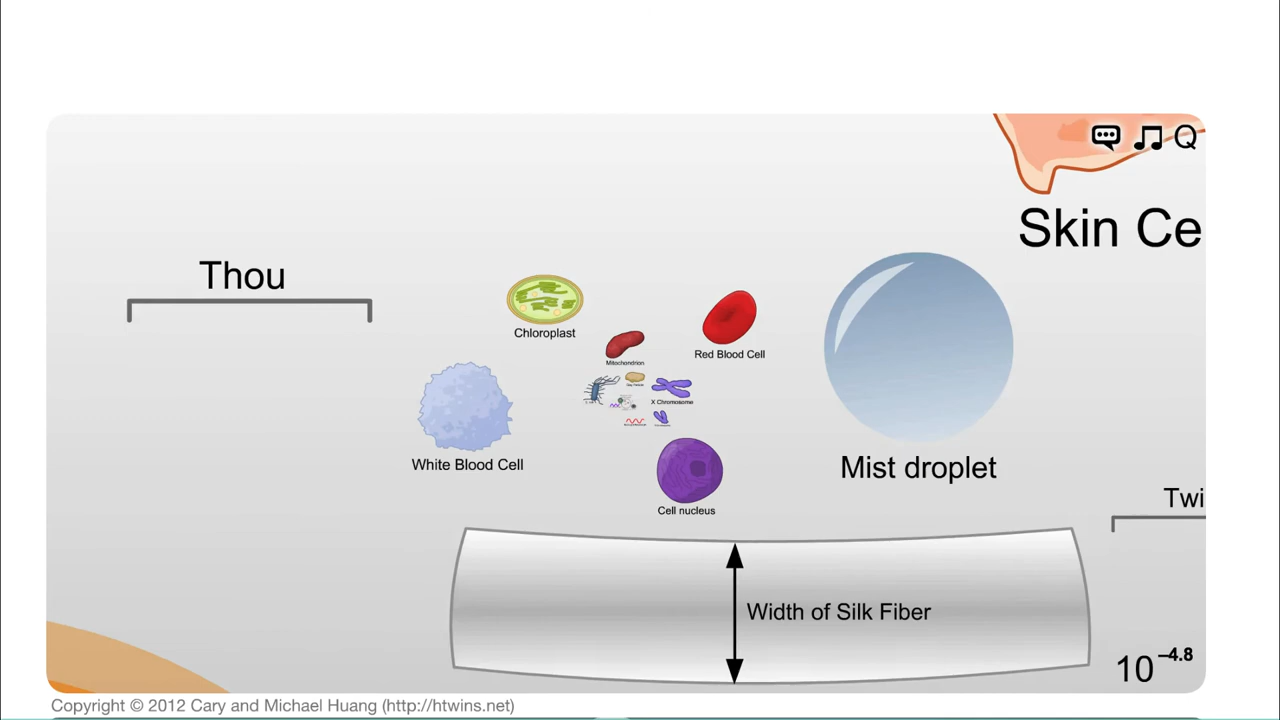 Skin Ce
Thou
Chloroplast
Red Blood Cell
Mitochondrion
X Chromosome
White Blood Cell
Mist droplet
Cell nucleus
Twi
Width of Silk Fiber
10^–4.8
Copyright © 2012 Cary and Michael Huang (http://htwins.net)